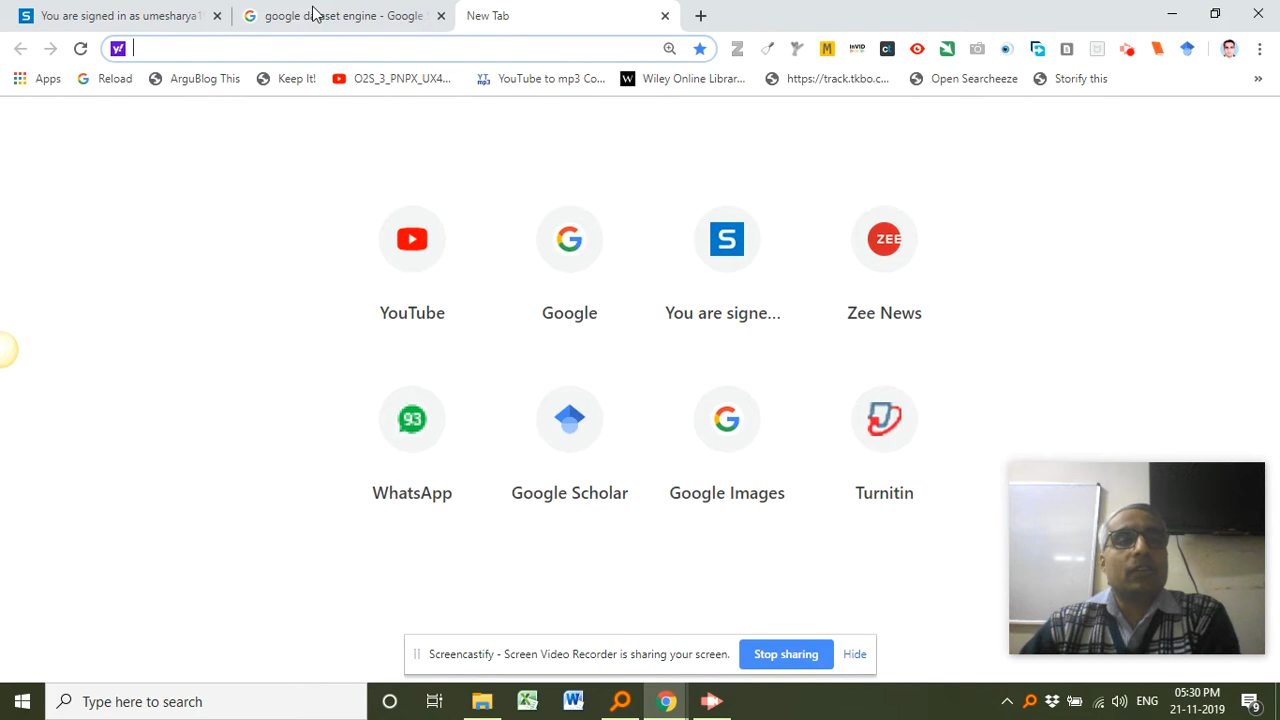 You are signed in as umesharya1
google dataset engine - Google
New Tab
Apps
Reload
ArguBlog This
Keep It!
O2S_3_PNPX_UX4...
YouTube to mp3 Co...
Wiley Online Librar...
https://track.tkbo.c...
Open Searcheeze
Storify this
»
YouTube
Google
You are signe...
Zee News
WhatsApp
Google Scholar
Google Images
Turnitin
Screencastify - Screen Video Recorder is sharing your screen.
Stop sharing
Hide
Type here to search
ENG
05:30 PM
21-11-2019